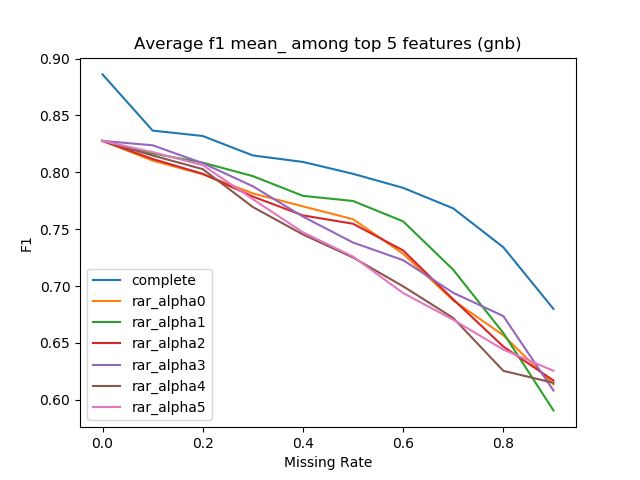 Average f1 mean_ among top 5 features (gnb)
0.90
0.85
0.80
0.75
0.70
0.65
0.60
F1
complete
rar_alpha0
rar_alpha1
rar_alpha2
rar_alpha3
rar_alpha4
rar_alpha5
0.0 0.2 0.4 0.6 0.8
Missing Rate